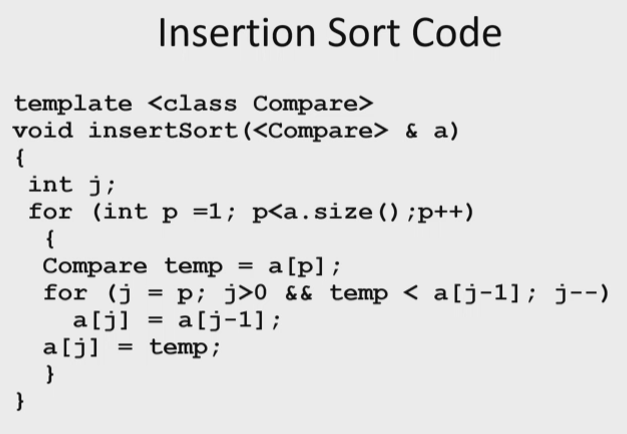 Insertion Sort Code
template <class Compare>
void insertSort(<Compare> & a)
{
int j;
for (int p =1; p<a.size();p++)
{
Compare temp = a[p];
for (j = p; j>0 && temp < a[j-1]; j--)
a[j] = a[j-1];
a[j] = temp;
}
}